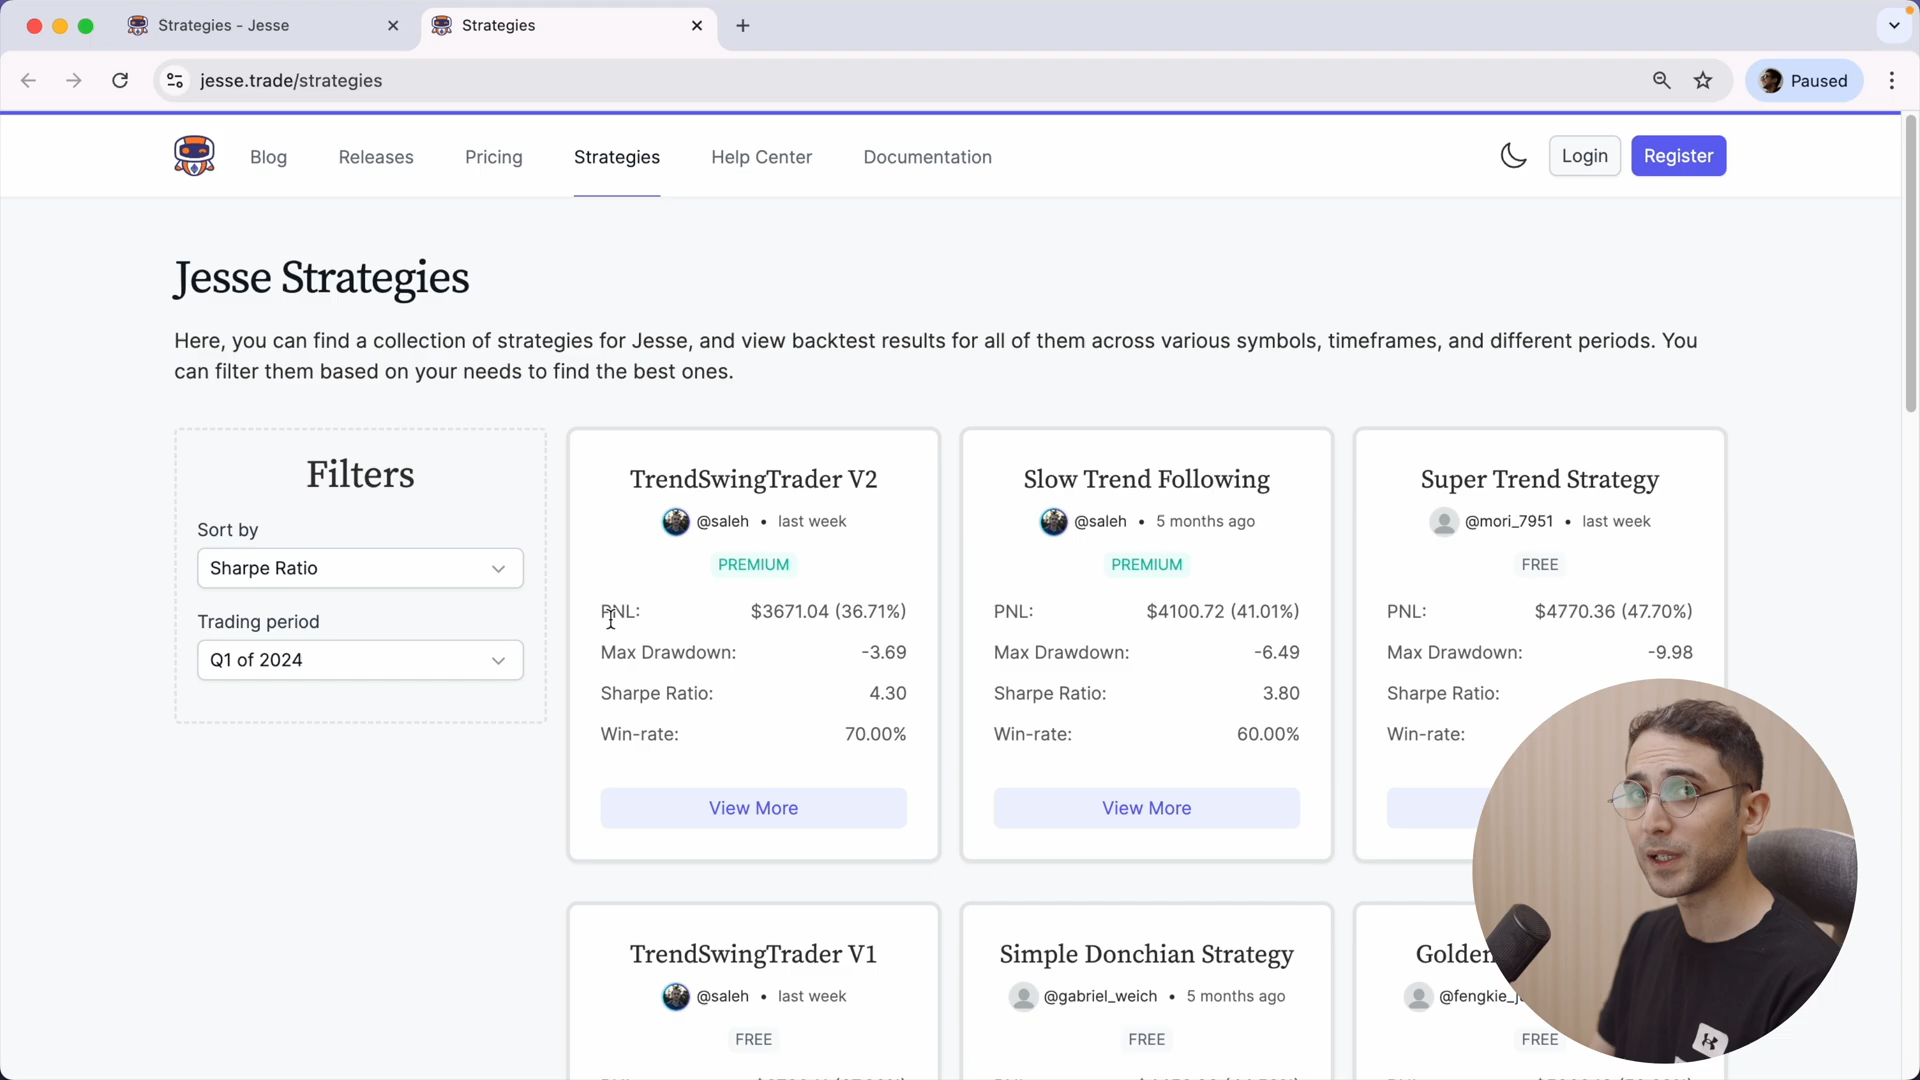 Strategies - Jesse
Strategies
jesse.trade/strategies
Paused
Blog
Releases
Pricing
Strategies
Help Center
Documentation
Login
Register
Jesse Strategies
Here, you can find a collection of strategies for Jesse, and view backtest results for all of them across various symbols, timeframes, and different periods. You
can filter them based on your needs to find the best ones.
Filters
Sort by
Sharpe Ratio
Trading period
Q1 of 2024
TrendSwingTrader V2
@saleh • last week
PREMIUM
PNL: $3671.04 (36.71%)
Max Drawdown: -3.69
Sharpe Ratio: 4.30
Win-rate: 70.00%
View More
Slow Trend Following
@saleh • 5 months ago
PREMIUM
PNL: $4100.72 (41.01%)
Max Drawdown: -6.49
Sharpe Ratio: 3.80
Win-rate: 60.00%
View More
Super Trend Strategy
@mori_7951 • last week
FREE
PNL: $4770.36 (47.70%)
Max Drawdown: -9.98
Sharpe Ratio:
Win-rate:
TrendSwingTrader V1
@saleh • last week
FREE
Simple Donchian Strategy
@gabriel_weich • 5 months ago
FREE
Golden
FREE